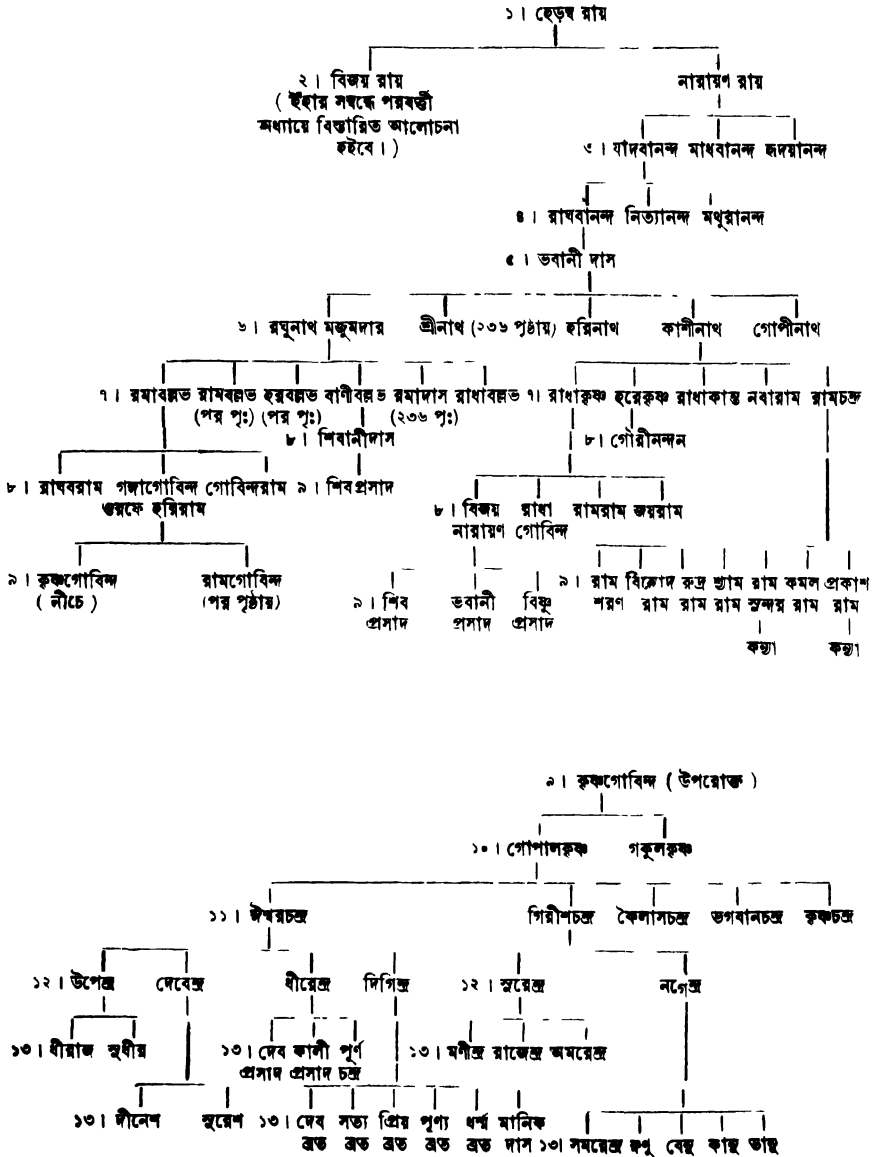 ১। হেড়ম্ব রায়
২। বিজয় রায় নারায়ণ রায়
( ইঁহার সম্বন্ধে পরবর্ত্তী
অধ্যায়ে বিস্তারিত আলোচনা
হইবে। )
৩। যাদবানন্দ মাধবানন্দ হৃদয়ানন্দ
৪। রাঘবানন্দ নিত্যানন্দ মথুরানন্দ
৫। ভবানী দাস
৬। রঘুনাথ মজুমদার শ্রীনাথ (২৩৬ পৃষ্ঠায়) হরিনাথ কাশীনাথ গোপীনাথ
৭। রমাবল্লভ রামবল্লভ হরবল্লভ বাণীবল্লভ রমাদাস রাধাবল্লভ ৭। রাধাকৃষ্ণ হরেকৃষ্ণ রাধাকান্ত নবারাম রামচন্দ্র
(পর পৃঃ) (পর পৃঃ) (২৩৬ পৃঃ)
৮। শিবানীদাস ৮। গৌরীনন্দন
৮। রাঘবরাম গঙ্গাগোবিন্দ গোবিন্দরাম ৯। শিবপ্রসাদ
ওরফে হরিরাম
৮। বিজয় রাধা রামরাম জয়রাম
নারায়ণ গোবিন্দ
৯। কৃষ্ণগোবিন্দ রামগোবিন্দ
( নীচে ) (পর পৃষ্ঠায়)
৯। শিব ভবানী বিষ্ণু
প্রসাদ প্রসাদ প্রসাদ
৯। রাম বিনোদ রুদ্র শ্যাম রাম কমল প্রকাশ
শরণ রাম রাম রাম সুন্দর রাম রাম
কন্যা কন্যা
৯। কৃষ্ণগোবিন্দ ( উপরোক্ত )
১০। গোপালকৃষ্ণ গকুলকৃষ্ণ
১১। ঈশ্বরচন্দ্র গিরীশচন্দ্র কৈলাসচন্দ্র ভগবানচন্দ্র কৃষ্ণচন্দ্র
১২। উপেন্দ্র দেবেন্দ্র ধীরেন্দ্র দিগিন্দ্র ১২। সুরেন্দ্র নগেন্দ্র
১৩। ধীরাজ সুধীর ১৩। দেব কালী পূর্ণ ১৩। মণীন্দ্র রাজেন্দ্র অমরেন্দ্র
প্রসাদ প্রসাদ চন্দ্র
১৩। দীনেশ সুরেশ ১৩। দেব সত্য প্রিয় পূণ্য ধর্ম্ম মানিক
ব্রত ব্রত ব্রত ব্রত ব্রত দাস ১৩। সমরেন্দ্র রুণু বেনু কানু ভানু